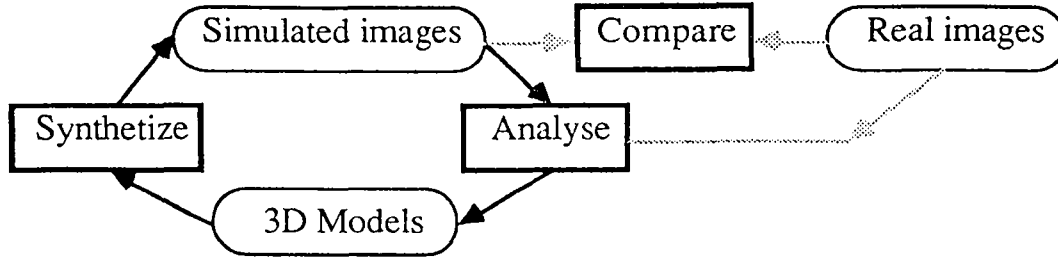 Simulated images
Compare
Real images
Synthetize
Analyse
3D Models